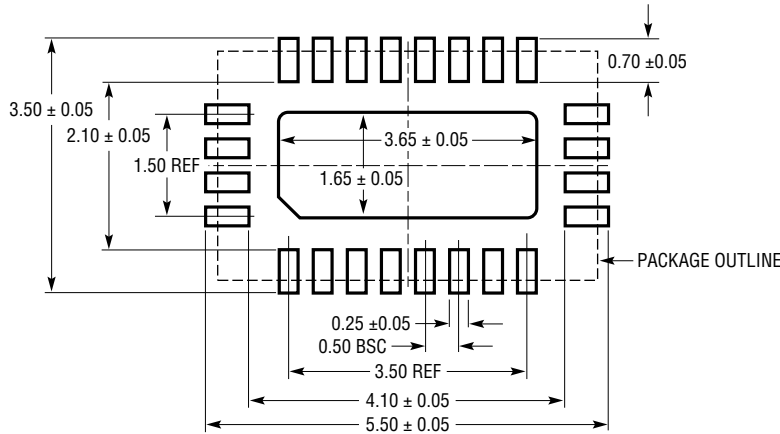 0.70 ±0.05
3.50 ± 0.05
2.10 ± 0.05
3.65 ± 0.05
1.50 REF
1.65 ± 0.05
PACKAGE OUTLINE
0.25 ±0.05
0.50 BSC
3.50 REF
4.10 ± 0.05
5.50 ± 0.05